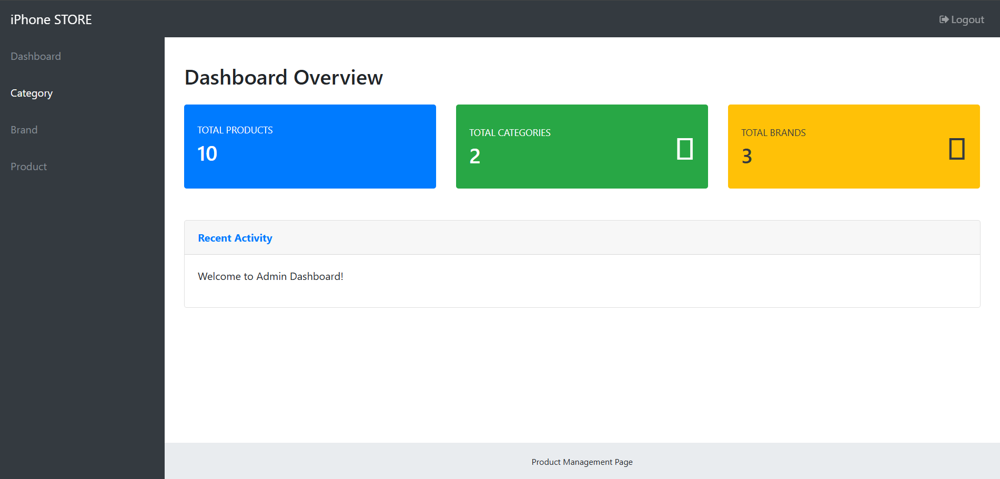 iPhone STORE
Logout
Dashboard
Category
Brand
Product
Dashboard Overview
TOTAL PRODUCTS
10
TOTAL CATEGORIES
2
TOTAL BRANDS
3
Recent Activity
Welcome to Admin Dashboard!
Product Management Page